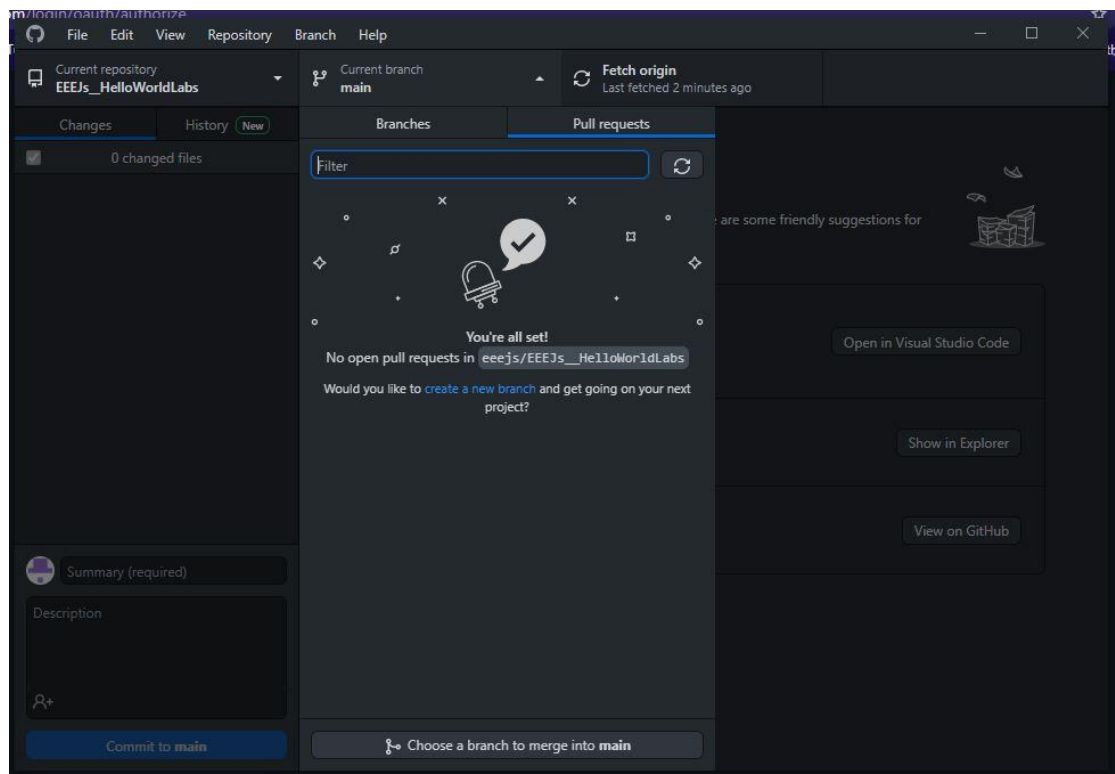 m/login/oauth/authorize
File Edit View Repository Branch Help
Current repository
EEEJs__HelloWorldLabs
Current branch
main
Fetch origin
Last fetched 2 minutes ago
Changes
History New
Branches
Pull requests
0 changed files
Filter
are some friendly suggestions for
You're all set!
No open pull requests in eeejs/EEEJs__HelloWorldLabs
Would you like to create a new branch and get going on your next
project?
Open in Visual Studio Code
Show in Explorer
View on GitHub
Summary (required)
Description
Commit to main
Choose a branch to merge into main